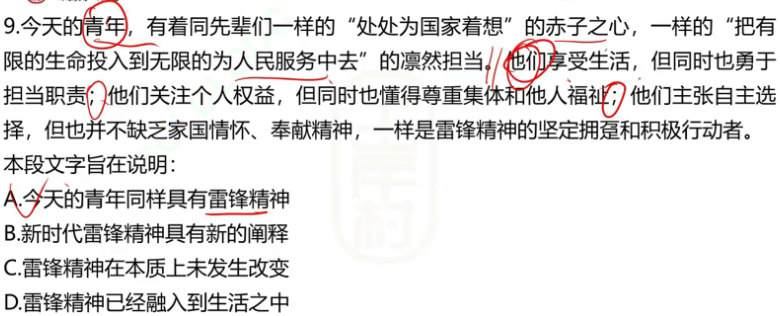 9.今天的青年，有着同先辈们一样的“处处为国家着想”的赤子之心，一样的“把有
限的生命投入到无限的为人民服务中去”的凛然担当。他们享受生活，但同时也勇于
担当职责；他们关注个人权益，但同时也懂得尊重集体和他人福祉；他们主张自主选
择，但也并不缺乏家国情怀、奉献精神，一样是雷锋精神的坚定拥趸和积极行动者。
本段文字旨在说明：
A.今天的青年同样具有雷锋精神
B.新时代雷锋精神具有新的阐释
C.雷锋精神在本质上未发生改变
D.雷锋精神已经融入到生活之中